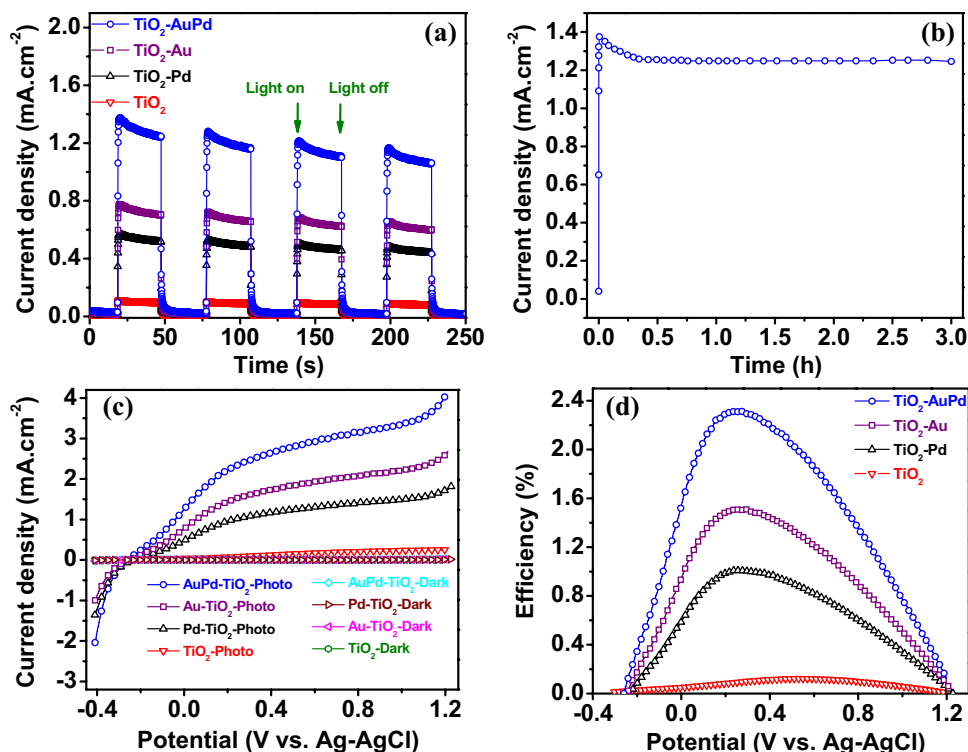 (a)
TiO₂-AuPd
TiO₂-Au
TiO₂-Pd
TiO₂
Light on
Light off
Current density (mA.cm⁻²)
2.0
1.6
1.2
0.8
0.4
0.0
0
50
100
150
200
250
Time (s)
(b)
Current density (mA.cm⁻²)
1.6
1.4
1.2
1.0
0.8
0.6
0.4
0.2
0.0
0.0
0.5
1.0
1.5
2.0
2.5
3.0
Time (h)
(c)
Current density (mA.cm⁻²)
4
3
2
1
0
-1
-2
-3
AuPd-TiO₂-Photo
Au-TiO₂-Photo
Pd-TiO₂-Photo
TiO₂-Photo
AuPd-TiO₂-Dark
Pd-TiO₂-Dark
Au-TiO₂-Dark
TiO₂-Dark
-0.4
0.0
0.4
0.8
1.2
Potential (V vs. Ag-AgCl)
(d)
TiO₂-AuPd
TiO₂-Au
TiO₂-Pd
TiO₂
Efficiency (%)
2.4
2.0
1.6
1.2
0.8
0.4
0.0
-0.4
0.0
0.4
0.8
1.2
Potential (V vs. Ag-AgCl)